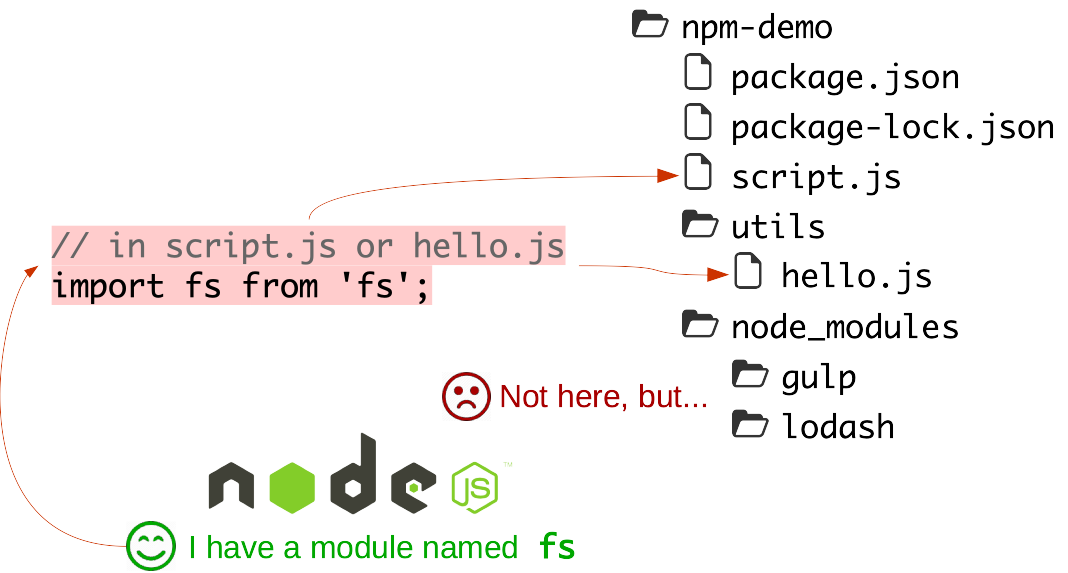 npm-demo
package.json
package-lock.json
script.js
utils
hello.js
node_modules
gulp
lodash
// in script.js or hello.js
import fs from 'fs';
Not here, but...
node JS ™
I have a module named fs